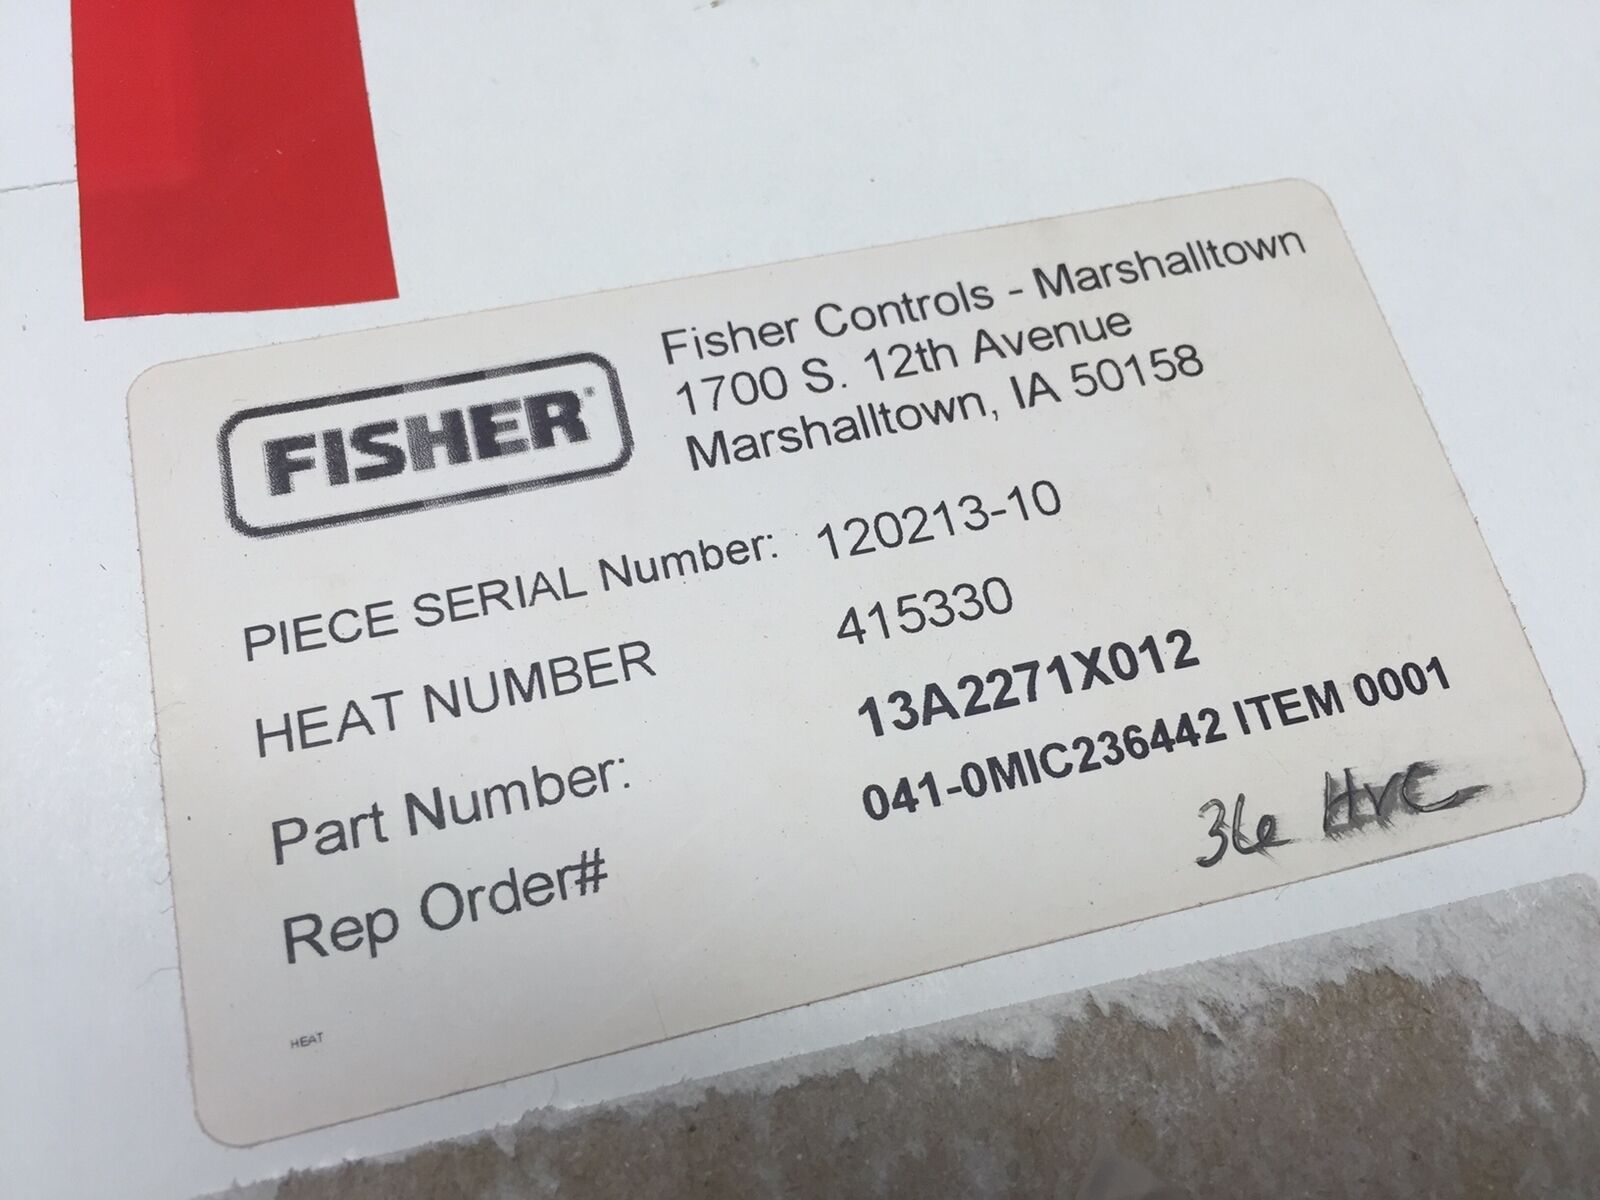 FISHER®
Fisher Controls - Marshalltown
1700 S. 12th Avenue
Marshalltown, IA 50158
PIECE SERIAL Number: 120213-10
HEAT NUMBER 415330
Part Number: 13A2271X012
Rep Order# 041-0MIC236442 ITEM 0001
HEAT